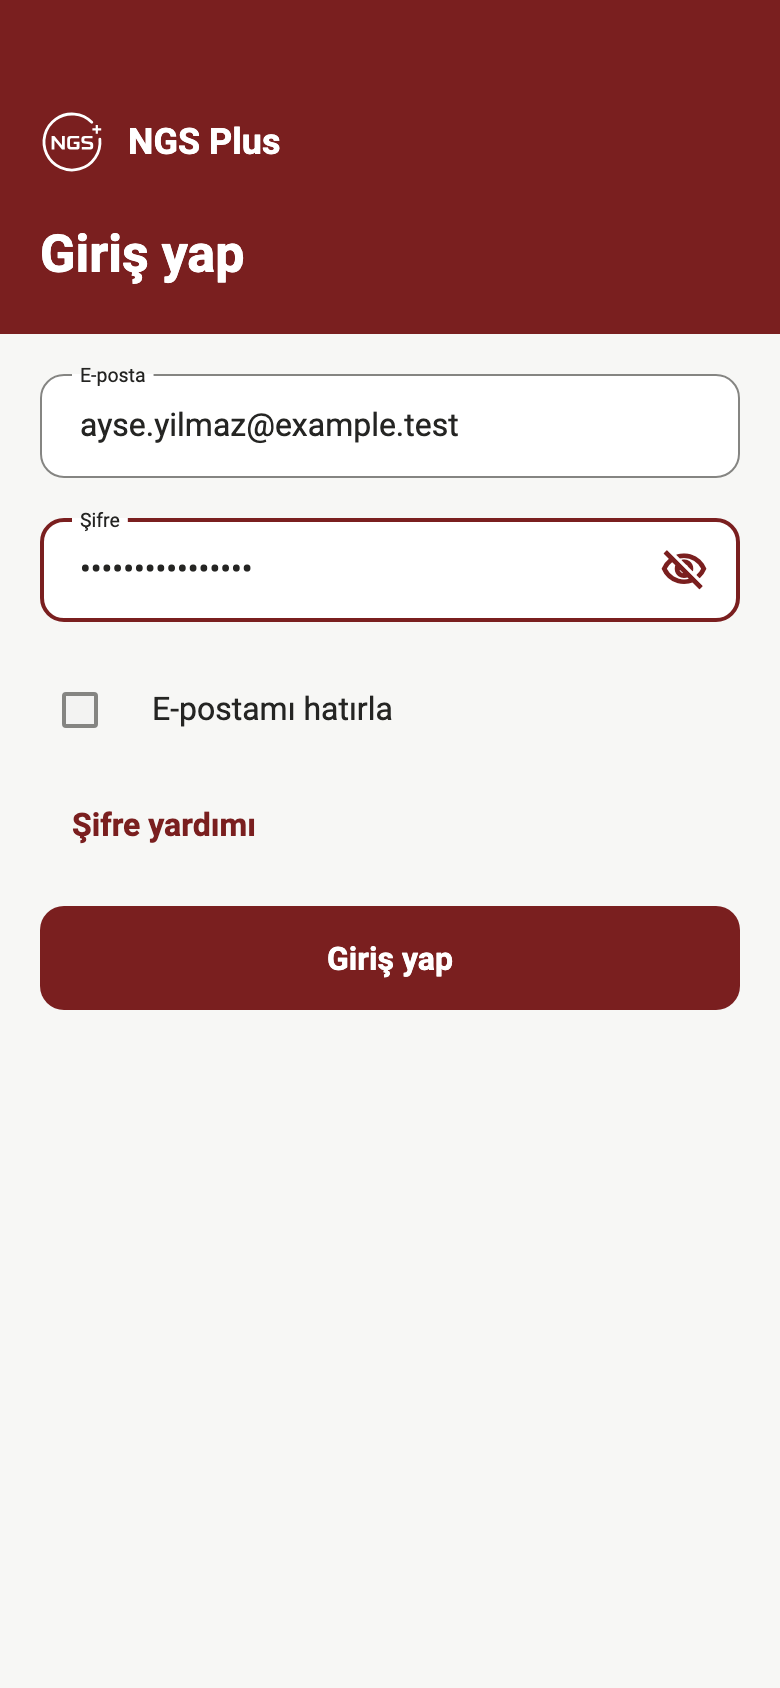 NGS+
NGS Plus
Giriş yap
E-posta
ayse.yilmaz@example.test
Şifre
••••••••••••••••
E-postamı hatırla
Şifre yardımı
Giriş yap